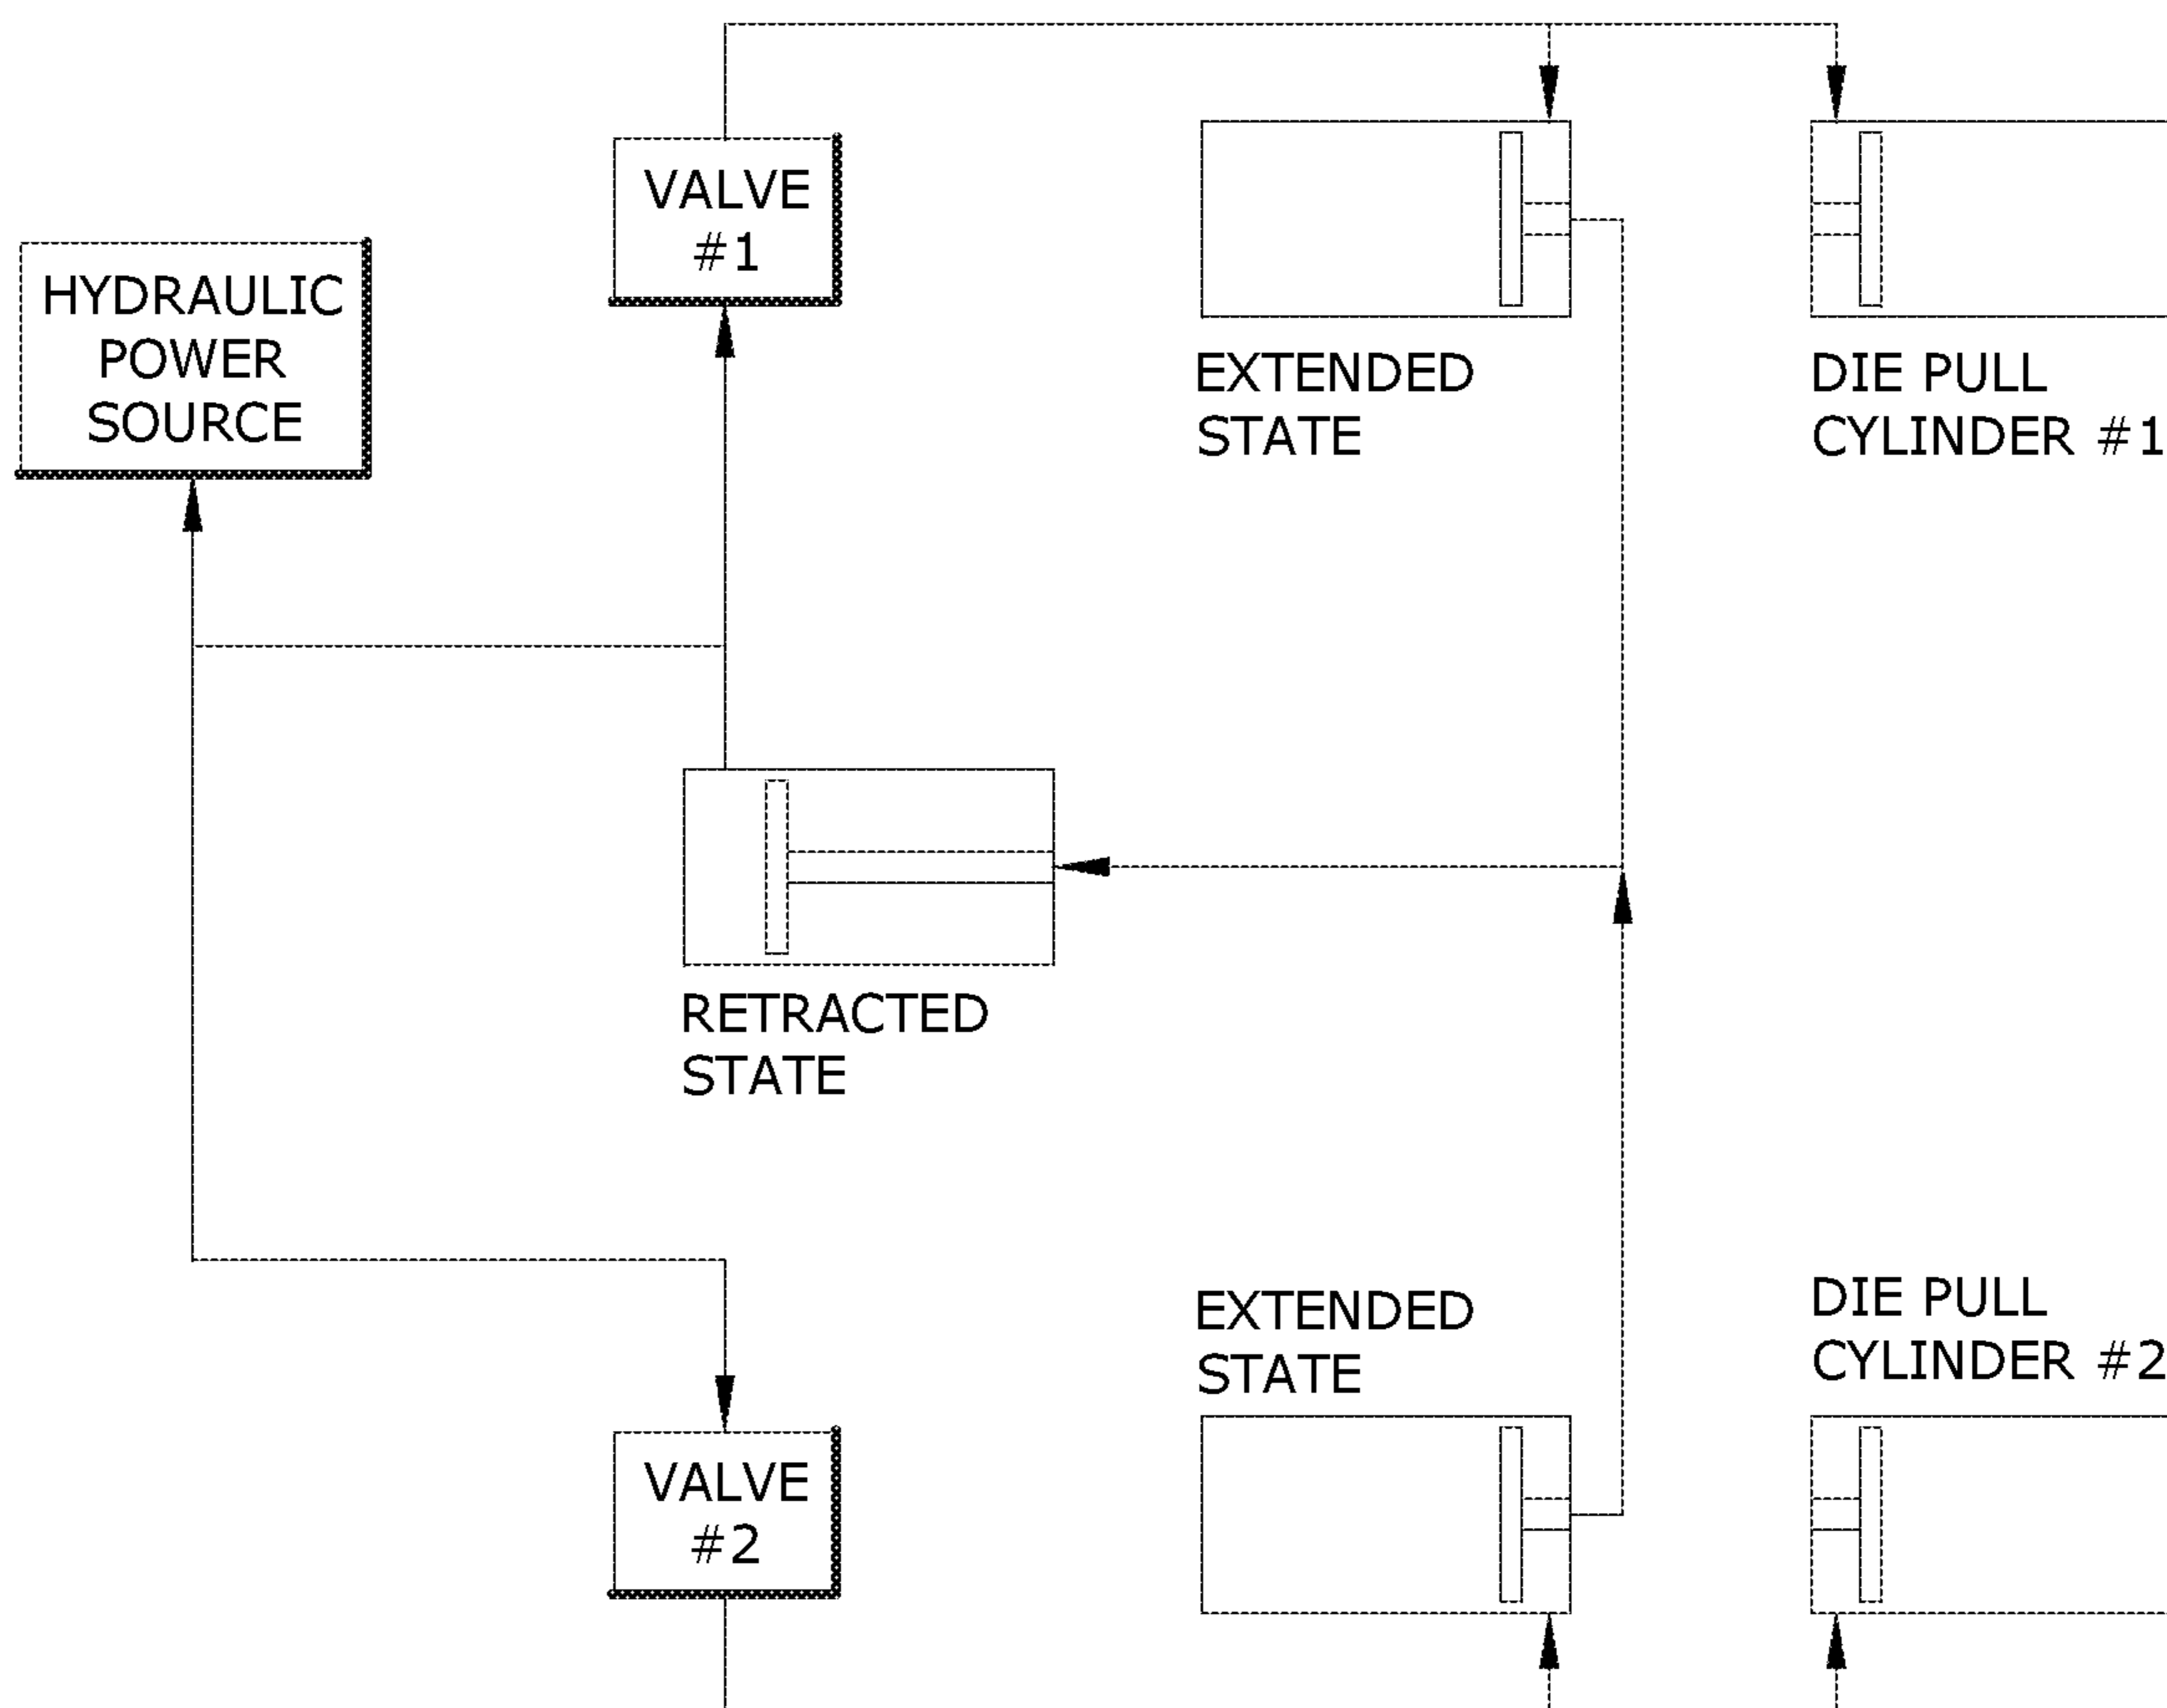 VALVE
#1
HYDRAULIC
POWER
SOURCE
EXTENDED
STATE
DIE PULL
CYLINDER #1
RETRACTED
STATE
EXTENDED
STATE
DIE PULL
CYLINDER #2
VALVE
#2